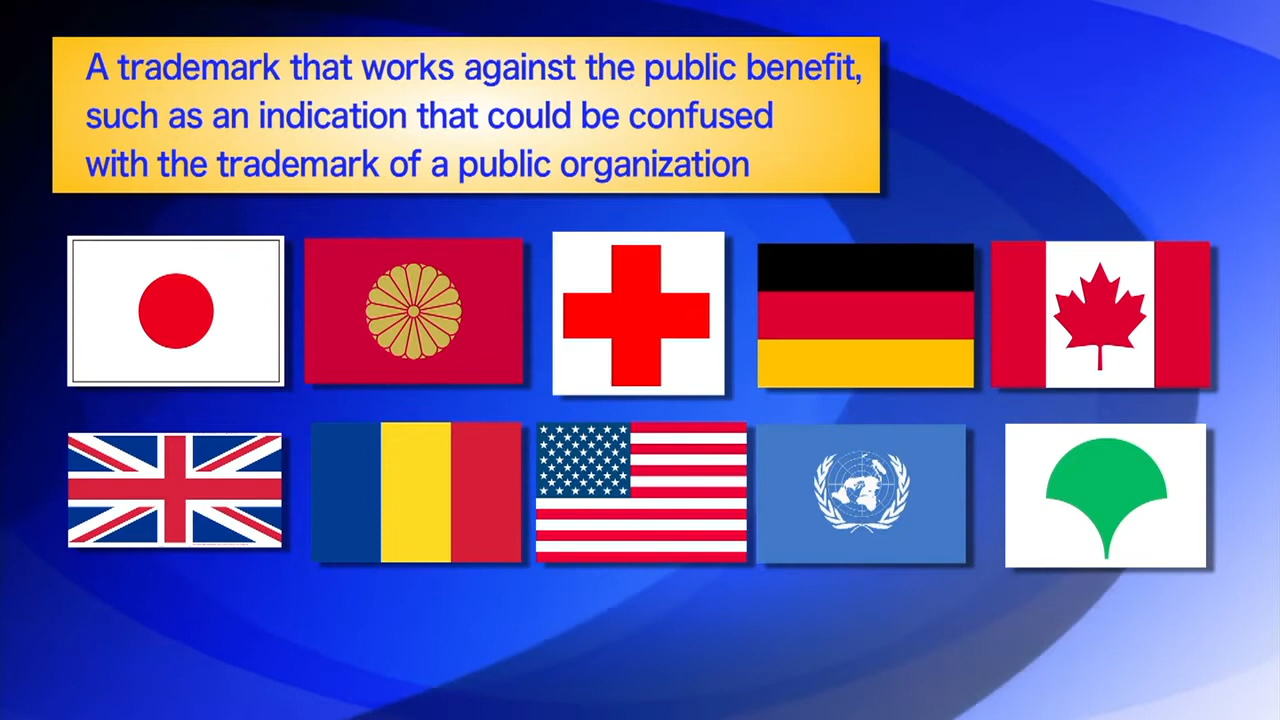 A trademark that works against the public benefit,
such as an indication that could be confused
with the trademark of a public organization